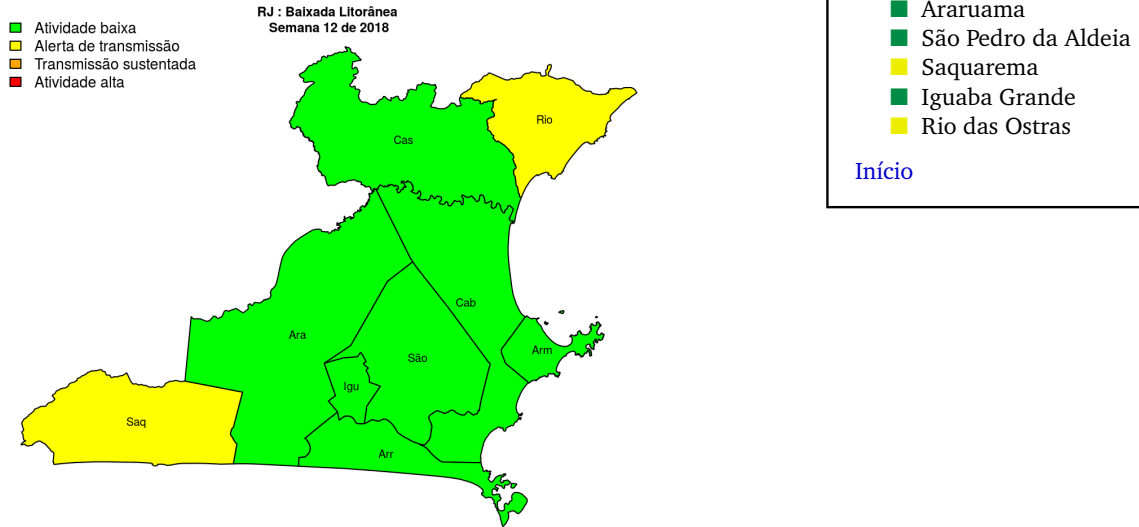 RJ : Baixada Litorânea
Semana 12 de 2018
Atividade baixa
Alerta de transmissão
Transmissão sustentada
Atividade alta
Cas
Rio
Cab
Ara
Arm
São
Igu
Saq
Arr
Araruama
São Pedro da Aldeia
Saquarema
Iguaba Grande
Rio das Ostras
Início